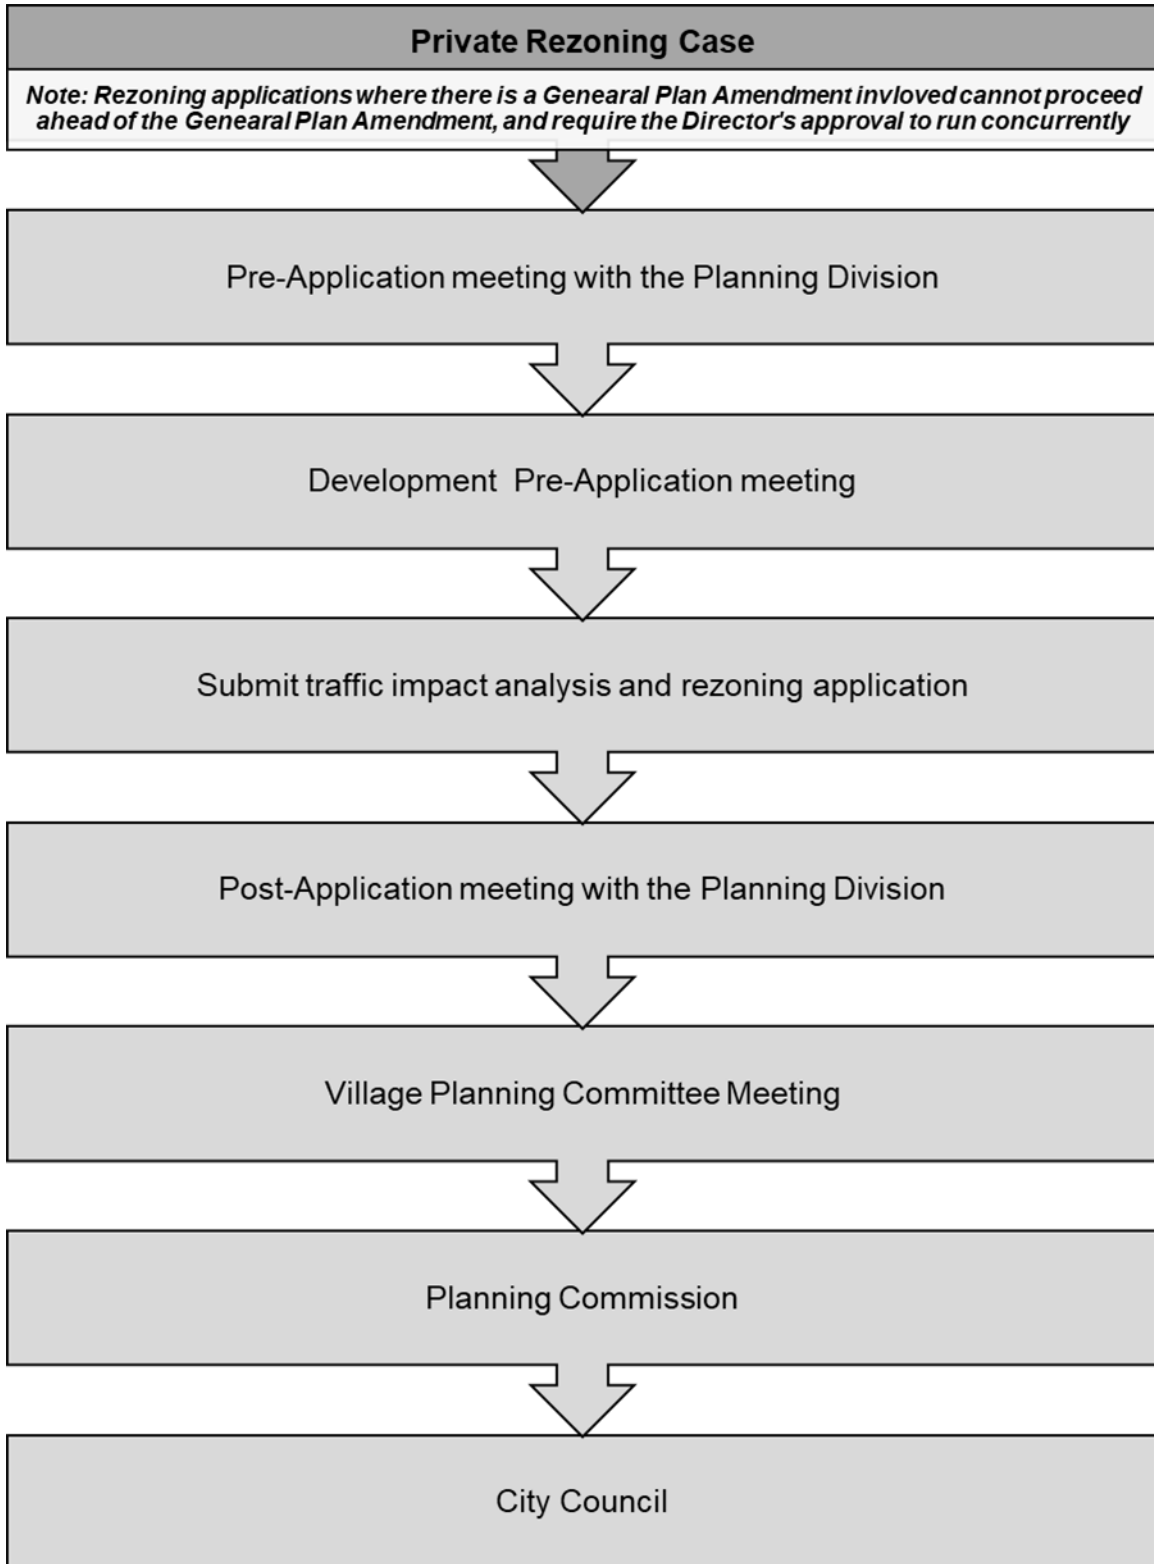 Private Rezoning Case
Note: Rezoning applications where there is a Genearal Plan Amendment invloved cannot proceed
ahead of the Genearal Plan Amendment, and require the Director's approval to run concurrently
Pre-Application meeting with the Planning Division
Development Pre-Application meeting
Submit traffic impact analysis and rezoning application
Post-Application meeting with the Planning Division
Village Planning Committee Meeting
Planning Commission
City Council